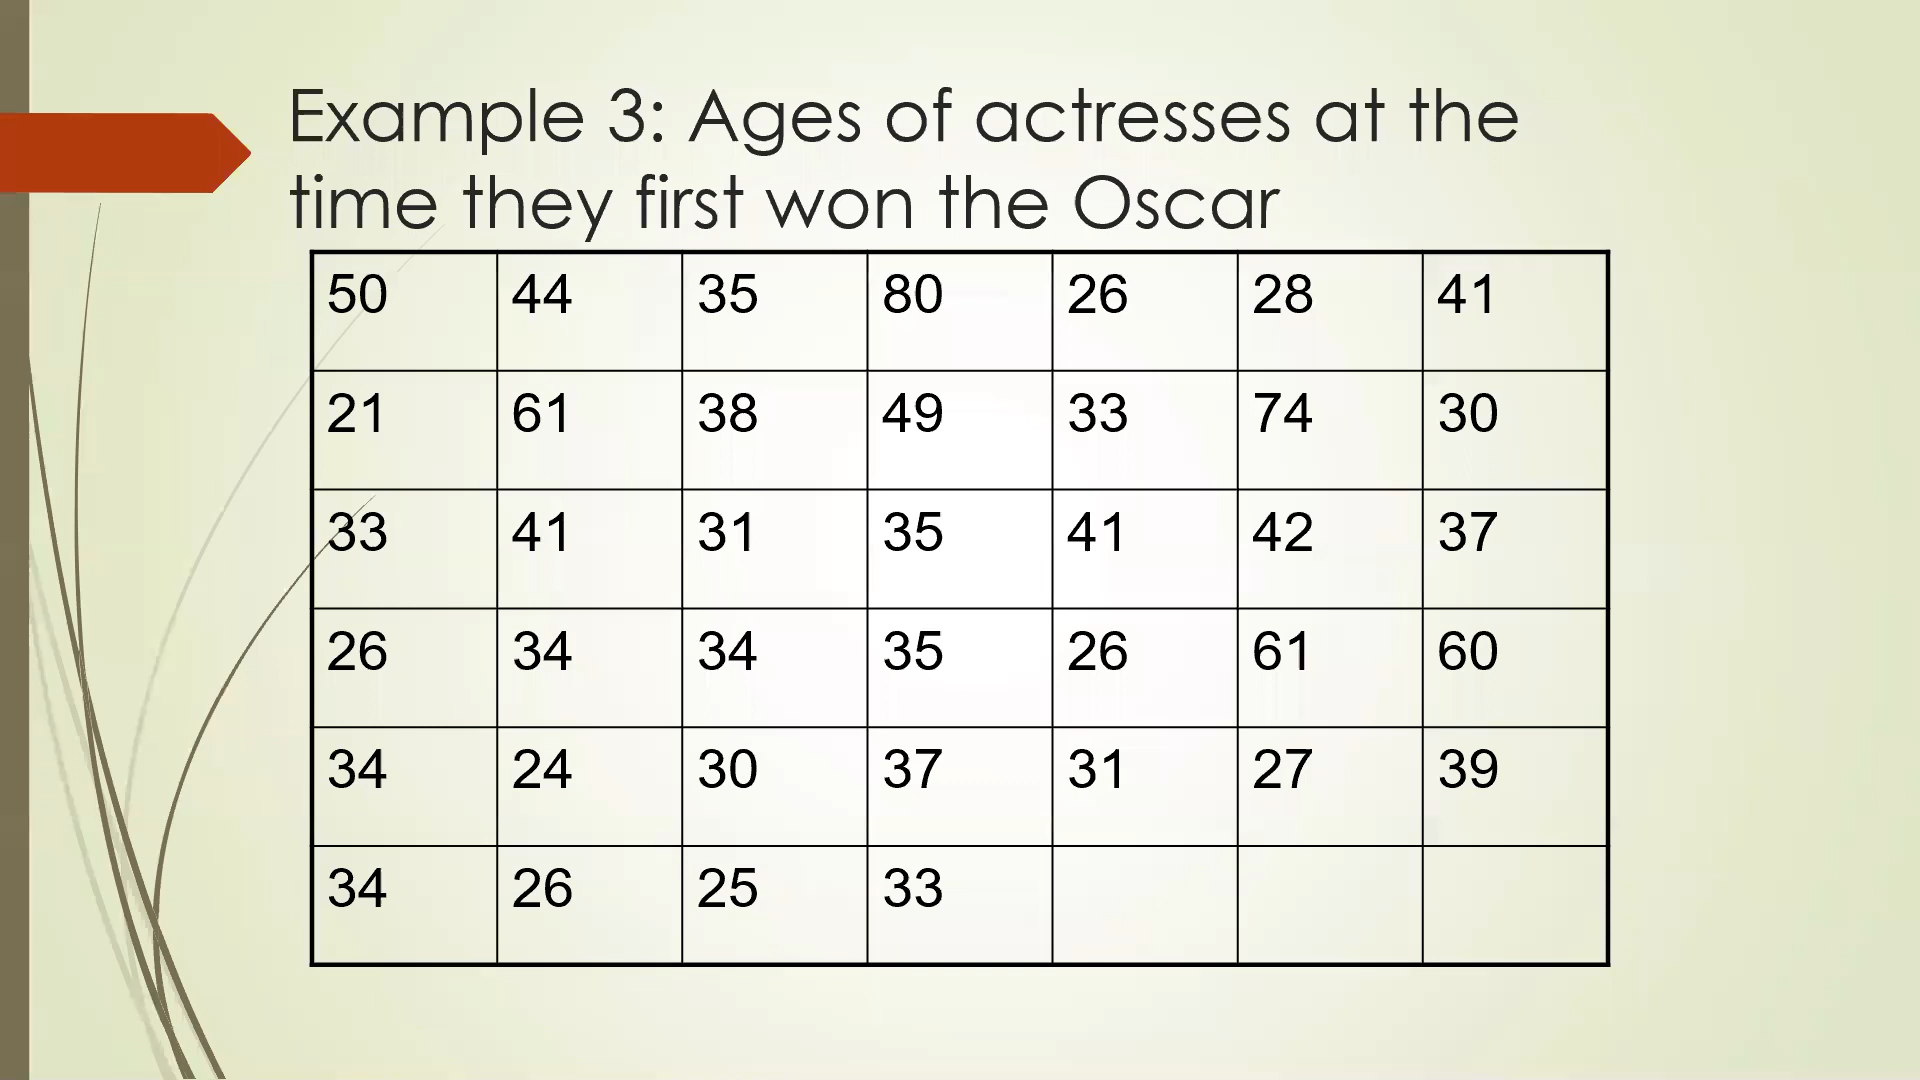 Example 3: Ages of actresses at the
time they first won the Oscar
50 44 35 80 26 28 41
21 61 38 49 33 74 30
33 41 31 35 41 42 37
26 34 34 35 26 61 60
34 24 30 37 31 27 39
34 26 25 33